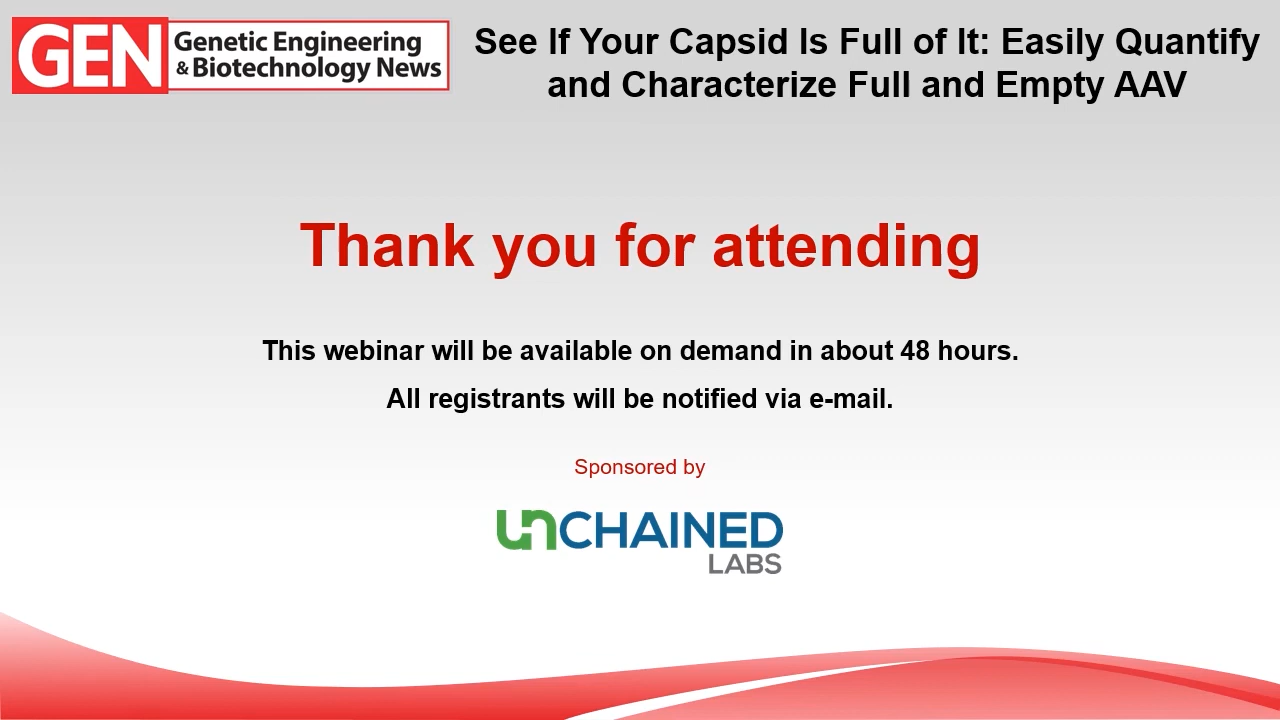 GEN
Genetic Engineering
& Biotechnology News
See If Your Capsid Is Full of It: Easily Quantify
and Characterize Full and Empty AAV
Thank you for attending
This webinar will be available on demand in about 48 hours.
All registrants will be notified via e-mail.
Sponsored by
UNCHAINED
LABS